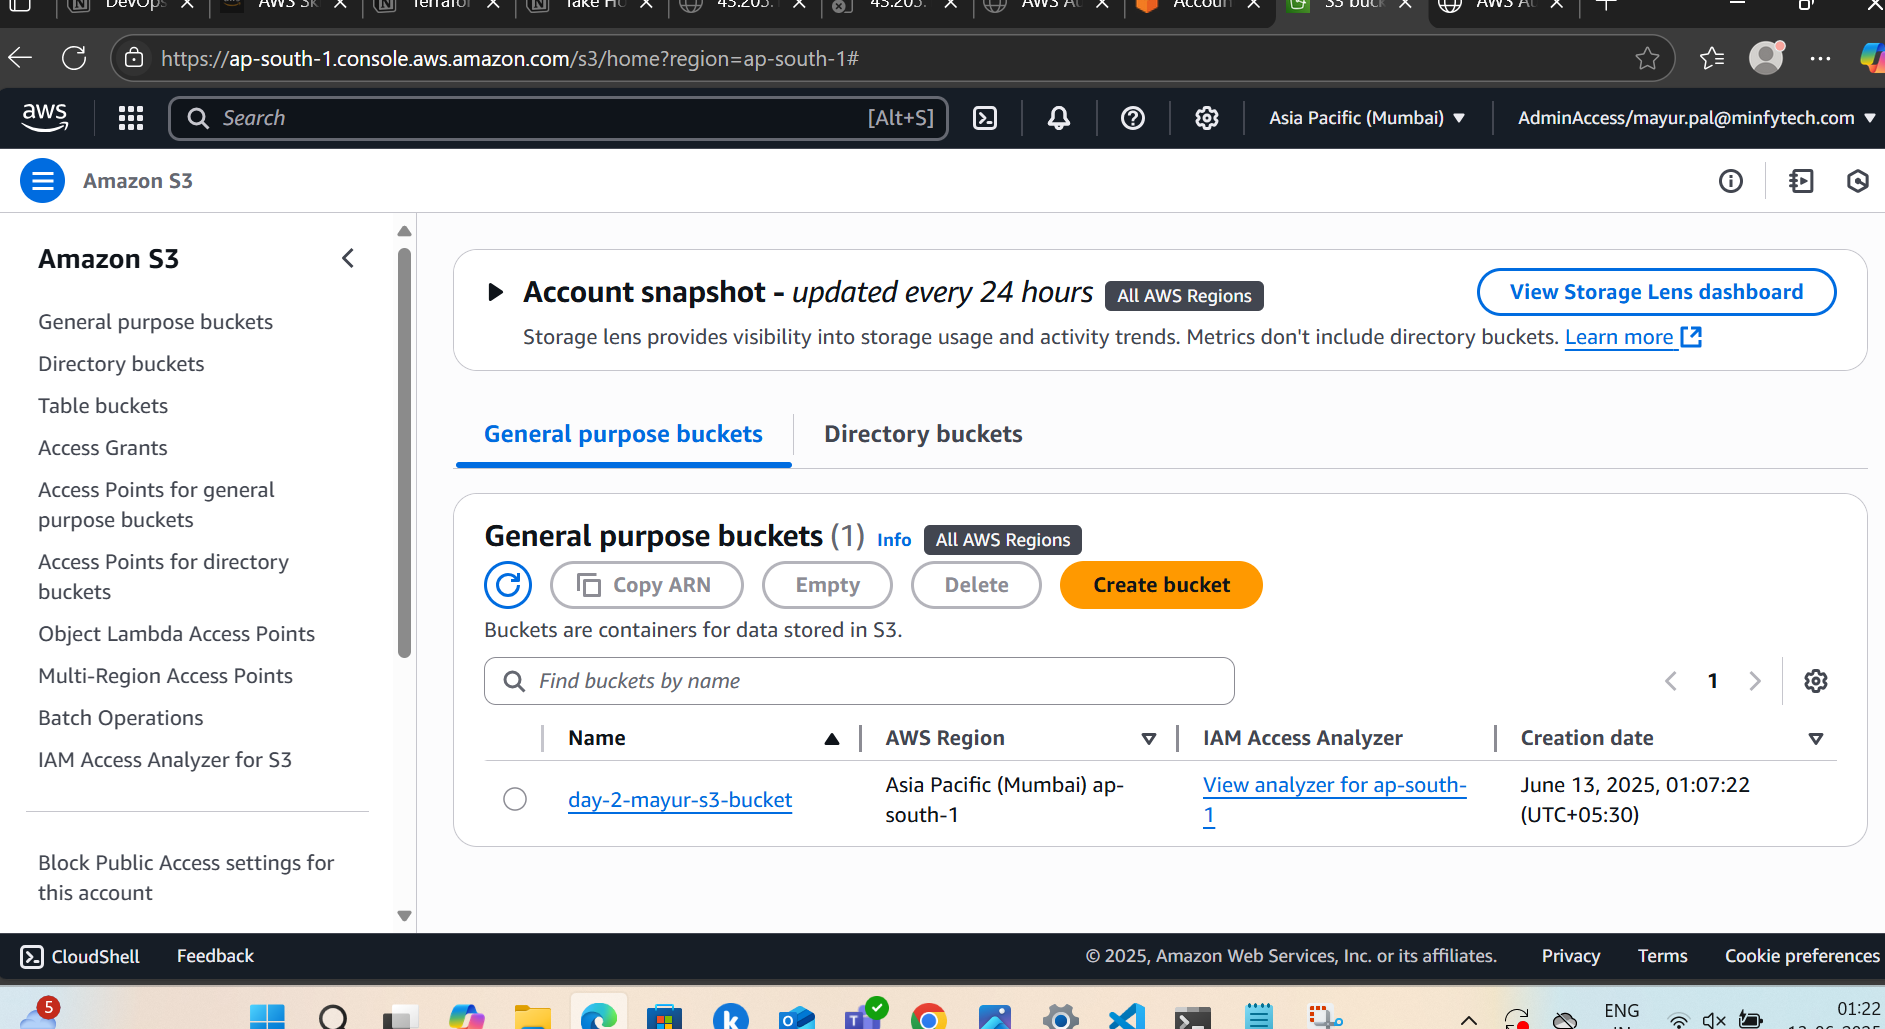 DevOps
AWS Sk
Terrafor
Take Ho
43.205.
43.205.
AWS Au
Accoun
S3 buck
AWS Au
https://ap-south-1.console.aws.amazon.com/s3/home?region=ap-south-1#
aws
Search
[Alt+S]
Asia Pacific (Mumbai)
AdminAccess/mayur.pal@minfytech.com
Amazon S3
Amazon S3
General purpose buckets
Directory buckets
Table buckets
Access Grants
Access Points for general
purpose buckets
Access Points for directory
buckets
Object Lambda Access Points
Multi-Region Access Points
Batch Operations
IAM Access Analyzer for S3
Block Public Access settings for
this account
Account snapshot - updated every 24 hours
All AWS Regions
View Storage Lens dashboard
Storage lens provides visibility into storage usage and activity trends. Metrics don't include directory buckets. Learn more
General purpose buckets
Directory buckets
General purpose buckets (1)
Info
All AWS Regions
Copy ARN
Empty
Delete
Create bucket
Buckets are containers for data stored in S3.
Find buckets by name
1
Name
AWS Region
IAM Access Analyzer
Creation date
day-2-mayur-s3-bucket
Asia Pacific (Mumbai) ap-
south-1
View analyzer for ap-south-
1
June 13, 2025, 01:07:22
(UTC+05:30)
CloudShell
Feedback
© 2025, Amazon Web Services, Inc. or its affiliates.
Privacy
Terms
Cookie preferences
5
ENG
01:22